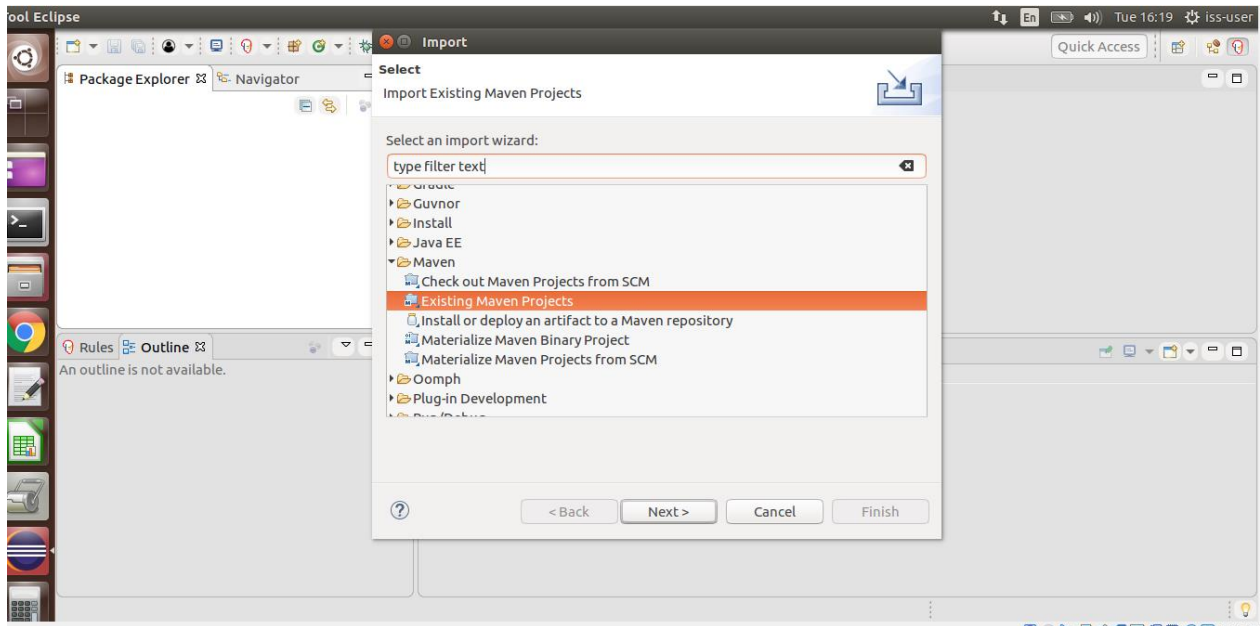 ool Eclipse
En
Tue 16:19
iss-user
Import
Quick Access
Package Explorer
Navigator
Select
Import Existing Maven Projects
Select an import wizard:
type filter text
Gradle
Guvnor
Install
Java EE
Maven
Check out Maven Projects from SCM
Existing Maven Projects
Install or deploy an artifact to a Maven repository
Materialize Maven Binary Project
Materialize Maven Projects from SCM
Oomph
Plug-in Development
Run/Debug
Rules
Outline
An outline is not available.
< Back
Next >
Cancel
Finish